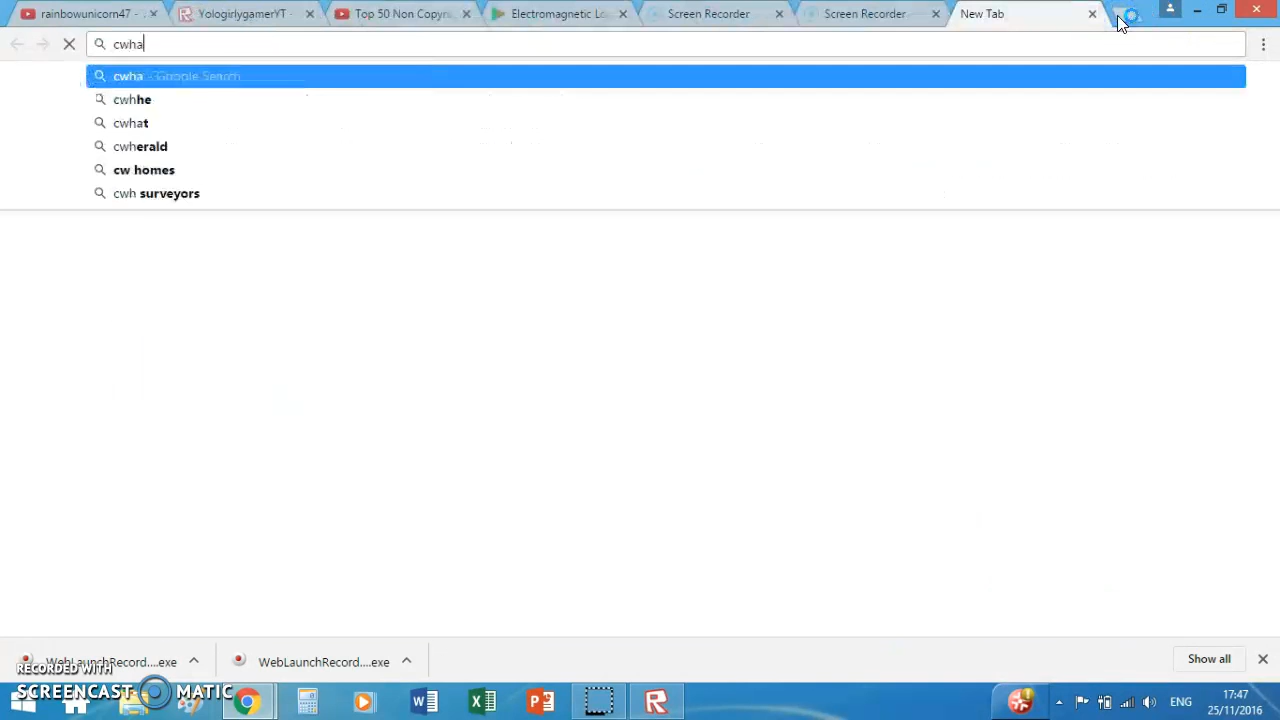 rainbowunicorn47 -
YologirlygamerYT -
Top 50 Non Copyri
Electromagnetic Le
Screen Recorder
Screen Recorder
New Tab
cwha
cwha - Google Search
cwhhe
cwhat
cwherald
cw homes
cwh surveyors
WebLaunchRecord....exe
WebLaunchRecord....exe
Show all
RECORDED WITH
SCREENCAST MATIC
ENG
17:47
25/11/2016